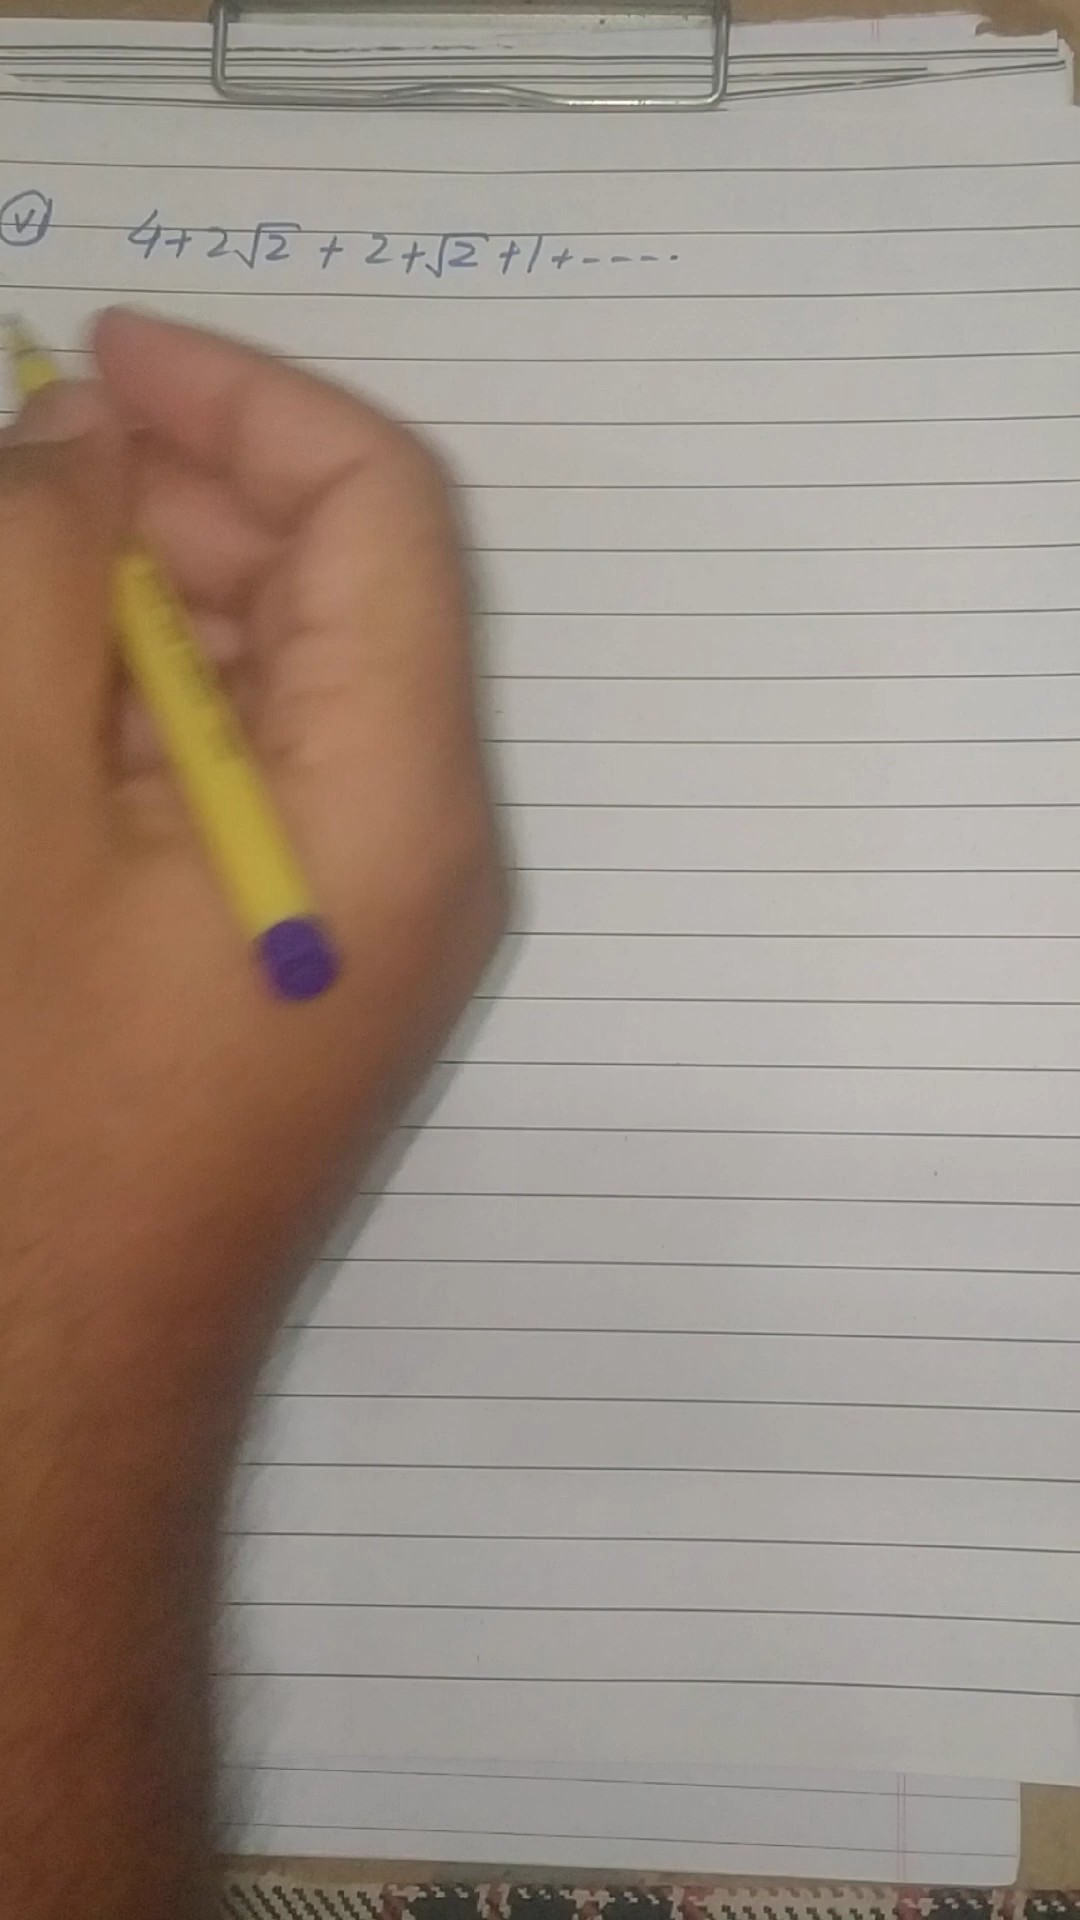 (v) 4+2√2 + 2+√2 +1+-----.